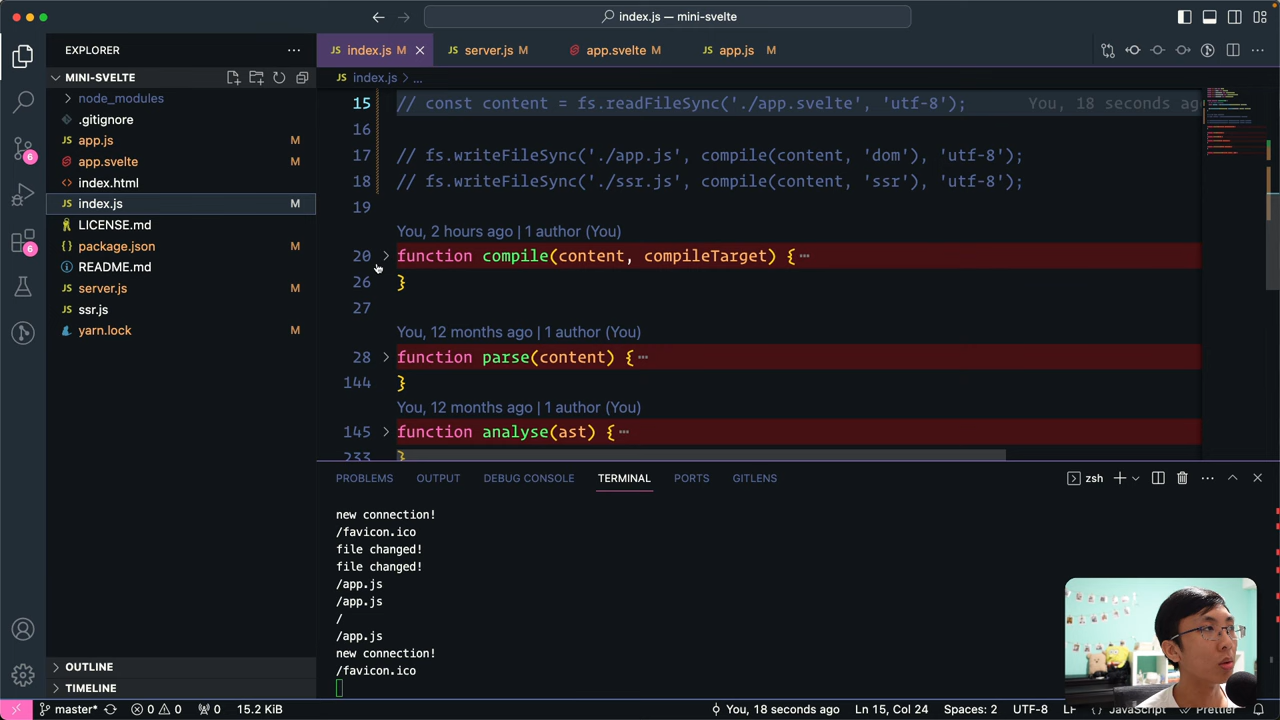 index.js — mini-svelte
EXPLORER
index.js M
server.js M
app.svelte M
app.js M
MINI-SVELTE
index.js > ...
node_modules
.gitignore
app.js M
app.svelte M
index.html
index.js M
LICENSE.md
package.json M
README.md
server.js M
ssr.js
yarn.lock M
OUTLINE
TIMELINE
6
6
15 // const content = fs.readFileSync('./app.svelte', 'utf-8'); You, 18 seconds ag
16
17 // fs.writeFileSync('./app.js', compile(content, 'dom'), 'utf-8');
18 // fs.writeFileSync('./ssr.js', compile(content, 'ssr'), 'utf-8');
19
You, 2 hours ago | 1 author (You)
20 function compile(content, compileTarget) { ...
26 }
27
You, 12 months ago | 1 author (You)
28 function parse(content) { ...
144 }
You, 12 months ago | 1 author (You)
145 function analyse(ast) { ...
233
PROBLEMS OUTPUT DEBUG CONSOLE TERMINAL PORTS GITLENS
zsh
new connection!
/favicon.ico
file changed!
file changed!
/app.js
/app.js
/
/app.js
new connection!
/favicon.ico
master* 0 0 0 15.2 KiB You, 18 seconds ago Ln 15, Col 24 Spaces: 2 UTF-8 LF {} JavaScript Prettier